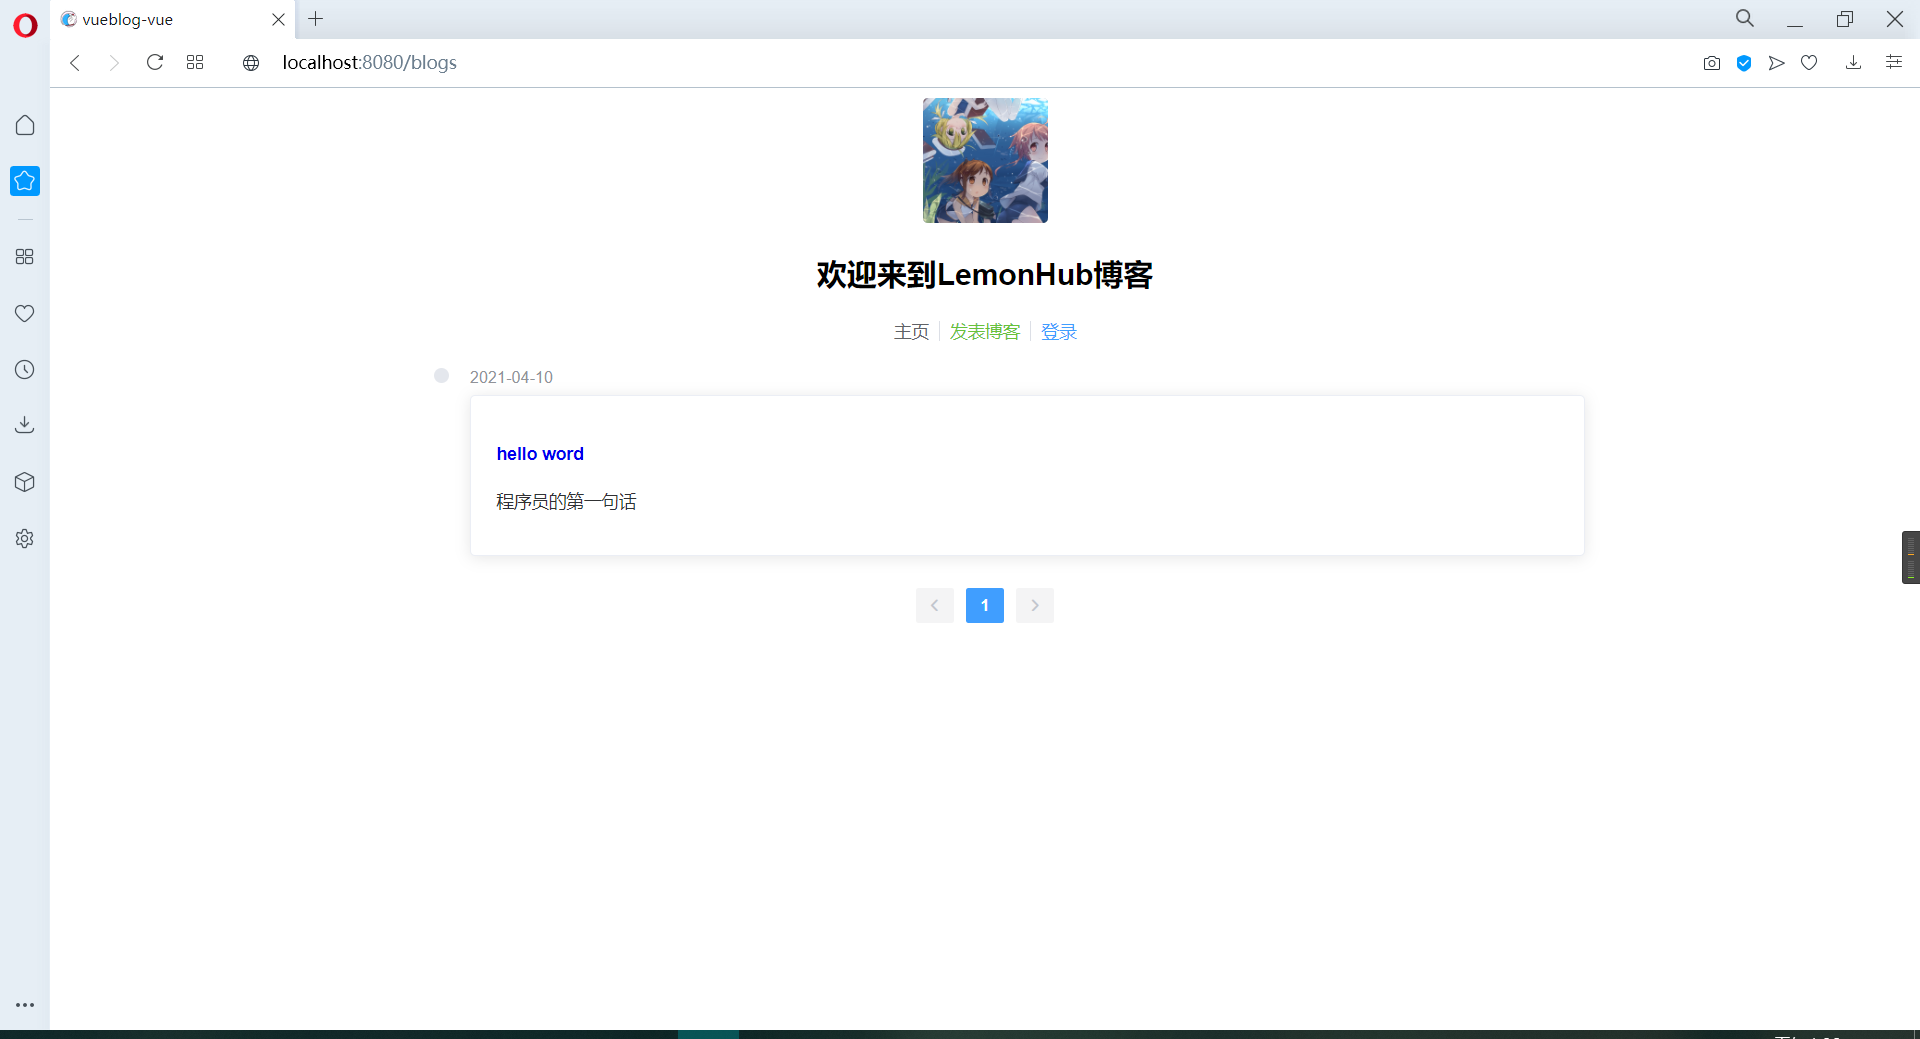 vueblog-vue
localhost:8080/blogs
欢迎来到LemonHub博客
主页 发表博客 登录
2021-04-10
hello word
程序员的第一句话
1